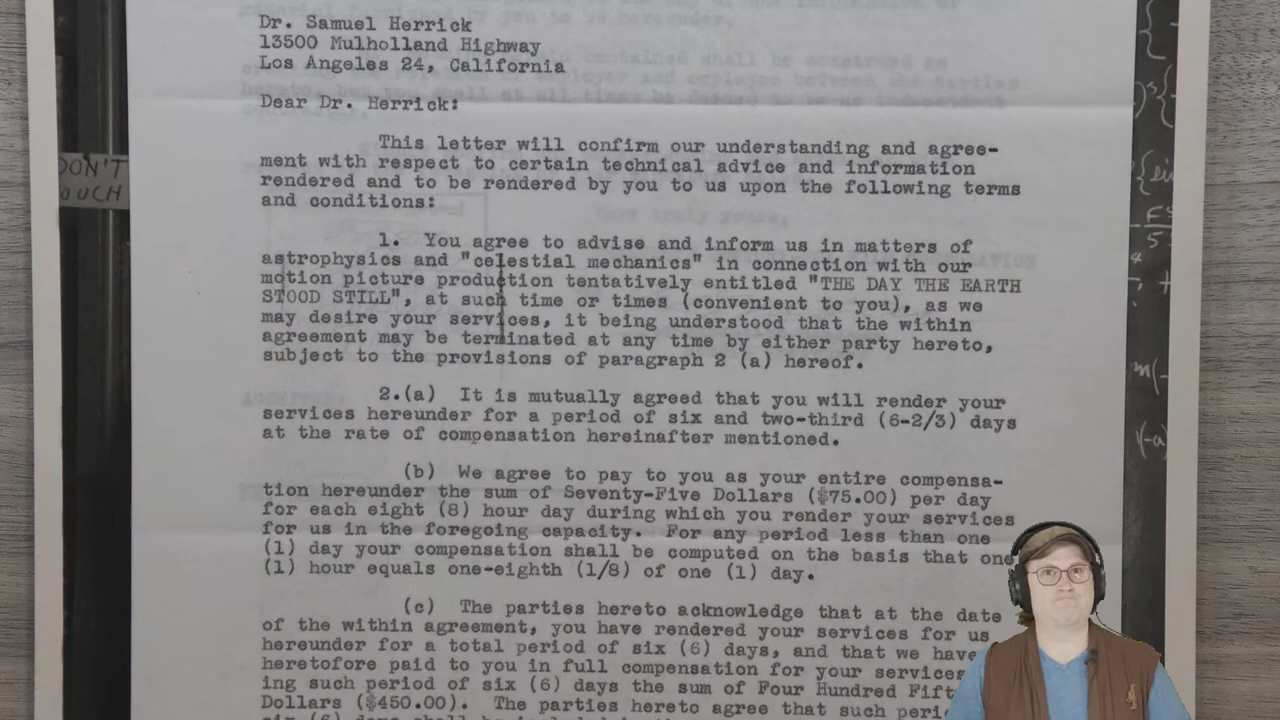 Dr. Samuel Herrick
13500 Mulholland Highway
Los Angeles 24, California
Dear Dr. Herrick:
This letter will confirm our understanding and agree-
ment with respect to certain technical advice and information
rendered and to be rendered by you to us upon the following terms
and conditions:
1. You agree to advise and inform us in matters of
astrophysics and "celestial mechanics" in connection with our
motion picture production tentatively entitled "THE DAY THE EARTH
STOOD STILL", at such time or times (convenient to you), as we
may desire your services, it being understood that the within
agreement may be terminated at any time by either party hereto,
subject to the provisions of paragraph 2 (a) hereof.
2.(a) It is mutually agreed that you will render your
services hereunder for a period of six and two-third (6-2/3) days
at the rate of compensation hereinafter mentioned.
(b) We agree to pay to you as your entire compensa-
tion hereunder the sum of Seventy-Five Dollars ($75.00) per day
for each eight (8) hour day during which you render your services
for us in the foregoing capacity. For any period less than one
(1) day your compensation shall be computed on the basis that one
(1) hour equals one-eighth (1/8) of one (1) day.
(c) The parties hereto acknowledge that at the date
of the within agreement, you have rendered your services for us
hereunder for a total period of six (6) days, and that we have
heretofore paid to you in full compensation for your services
ing such period of six (6) days the sum of Four Hundred Fift
Dollars ($450.00). The parties hereto agree that such peri
DON'T
OUCH